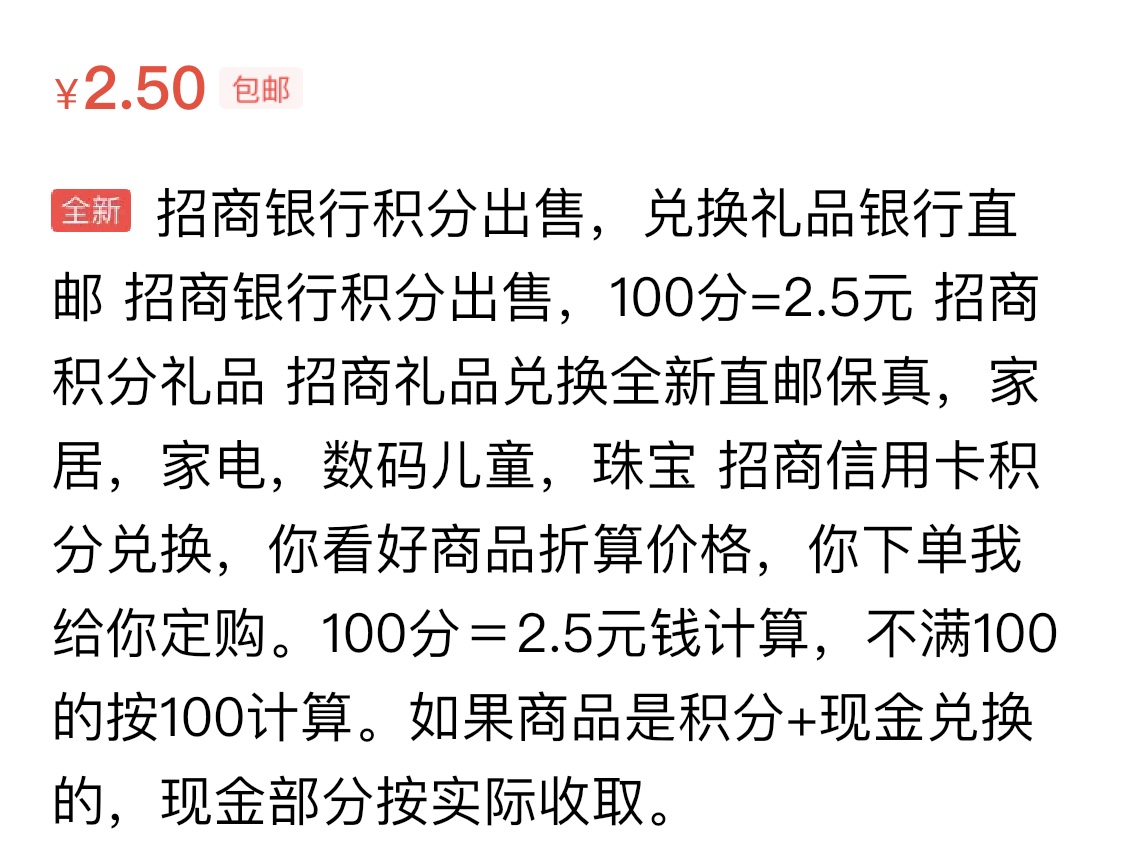 ¥2.50 包邮
全新 招商银行积分出售，兑换礼品银行直
邮 招商银行积分出售，100分=2.5元 招商
积分礼品 招商礼品兑换全新直邮保真，家
居，家电，数码儿童，珠宝 招商信用卡积
分兑换，你看好商品折算价格，你下单我
给你定购。100分＝2.5元钱计算，不满100
的按100计算。如果商品是积分+现金兑换
的，现金部分按实际收取。